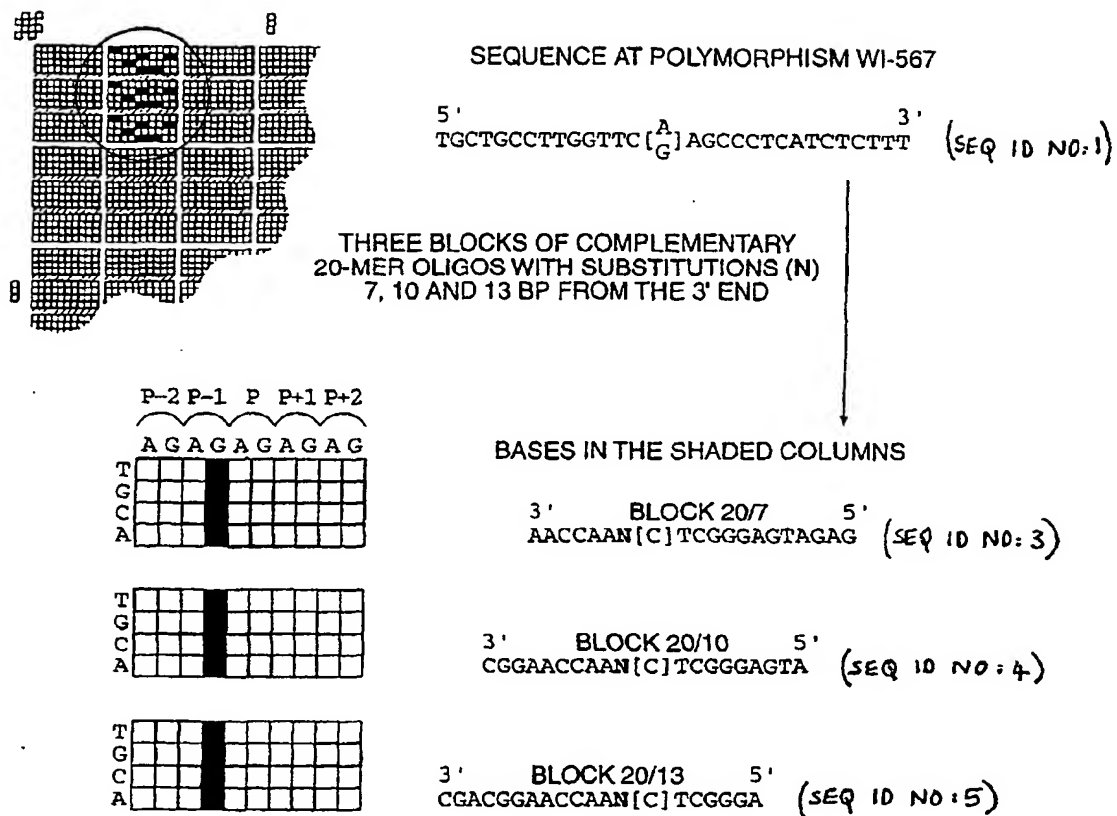 SEQUENCE AT POLYMORPHISM WI-567
5' 3'
TGCTGCCTTGGTTC[A/G]AGCCCTCATCTCTTT (SEQ ID NO:1)
THREE BLOCKS OF COMPLEMENTARY
20-MER OLIGOS WITH SUBSTITUTIONS (N)
7, 10 AND 13 BP FROM THE 3' END
P-2 P-1 P P+1 P+2
A G A G A G A G A G
T
G
C
A
BASES IN THE SHADED COLUMNS
3' BLOCK 20/7 5'
AACCAAN[C]TCGGGAGTAGAG (SEQ ID NO: 3)
T
G
C
A
3' BLOCK 20/10 5'
CGGAACCAAN[C]TCGGGAGTA (SEQ ID NO: 4)
T
G
C
A
3' BLOCK 20/13 5'
CGACGGAACCAAN[C]TCGGGA (SEQ ID NO: 5)